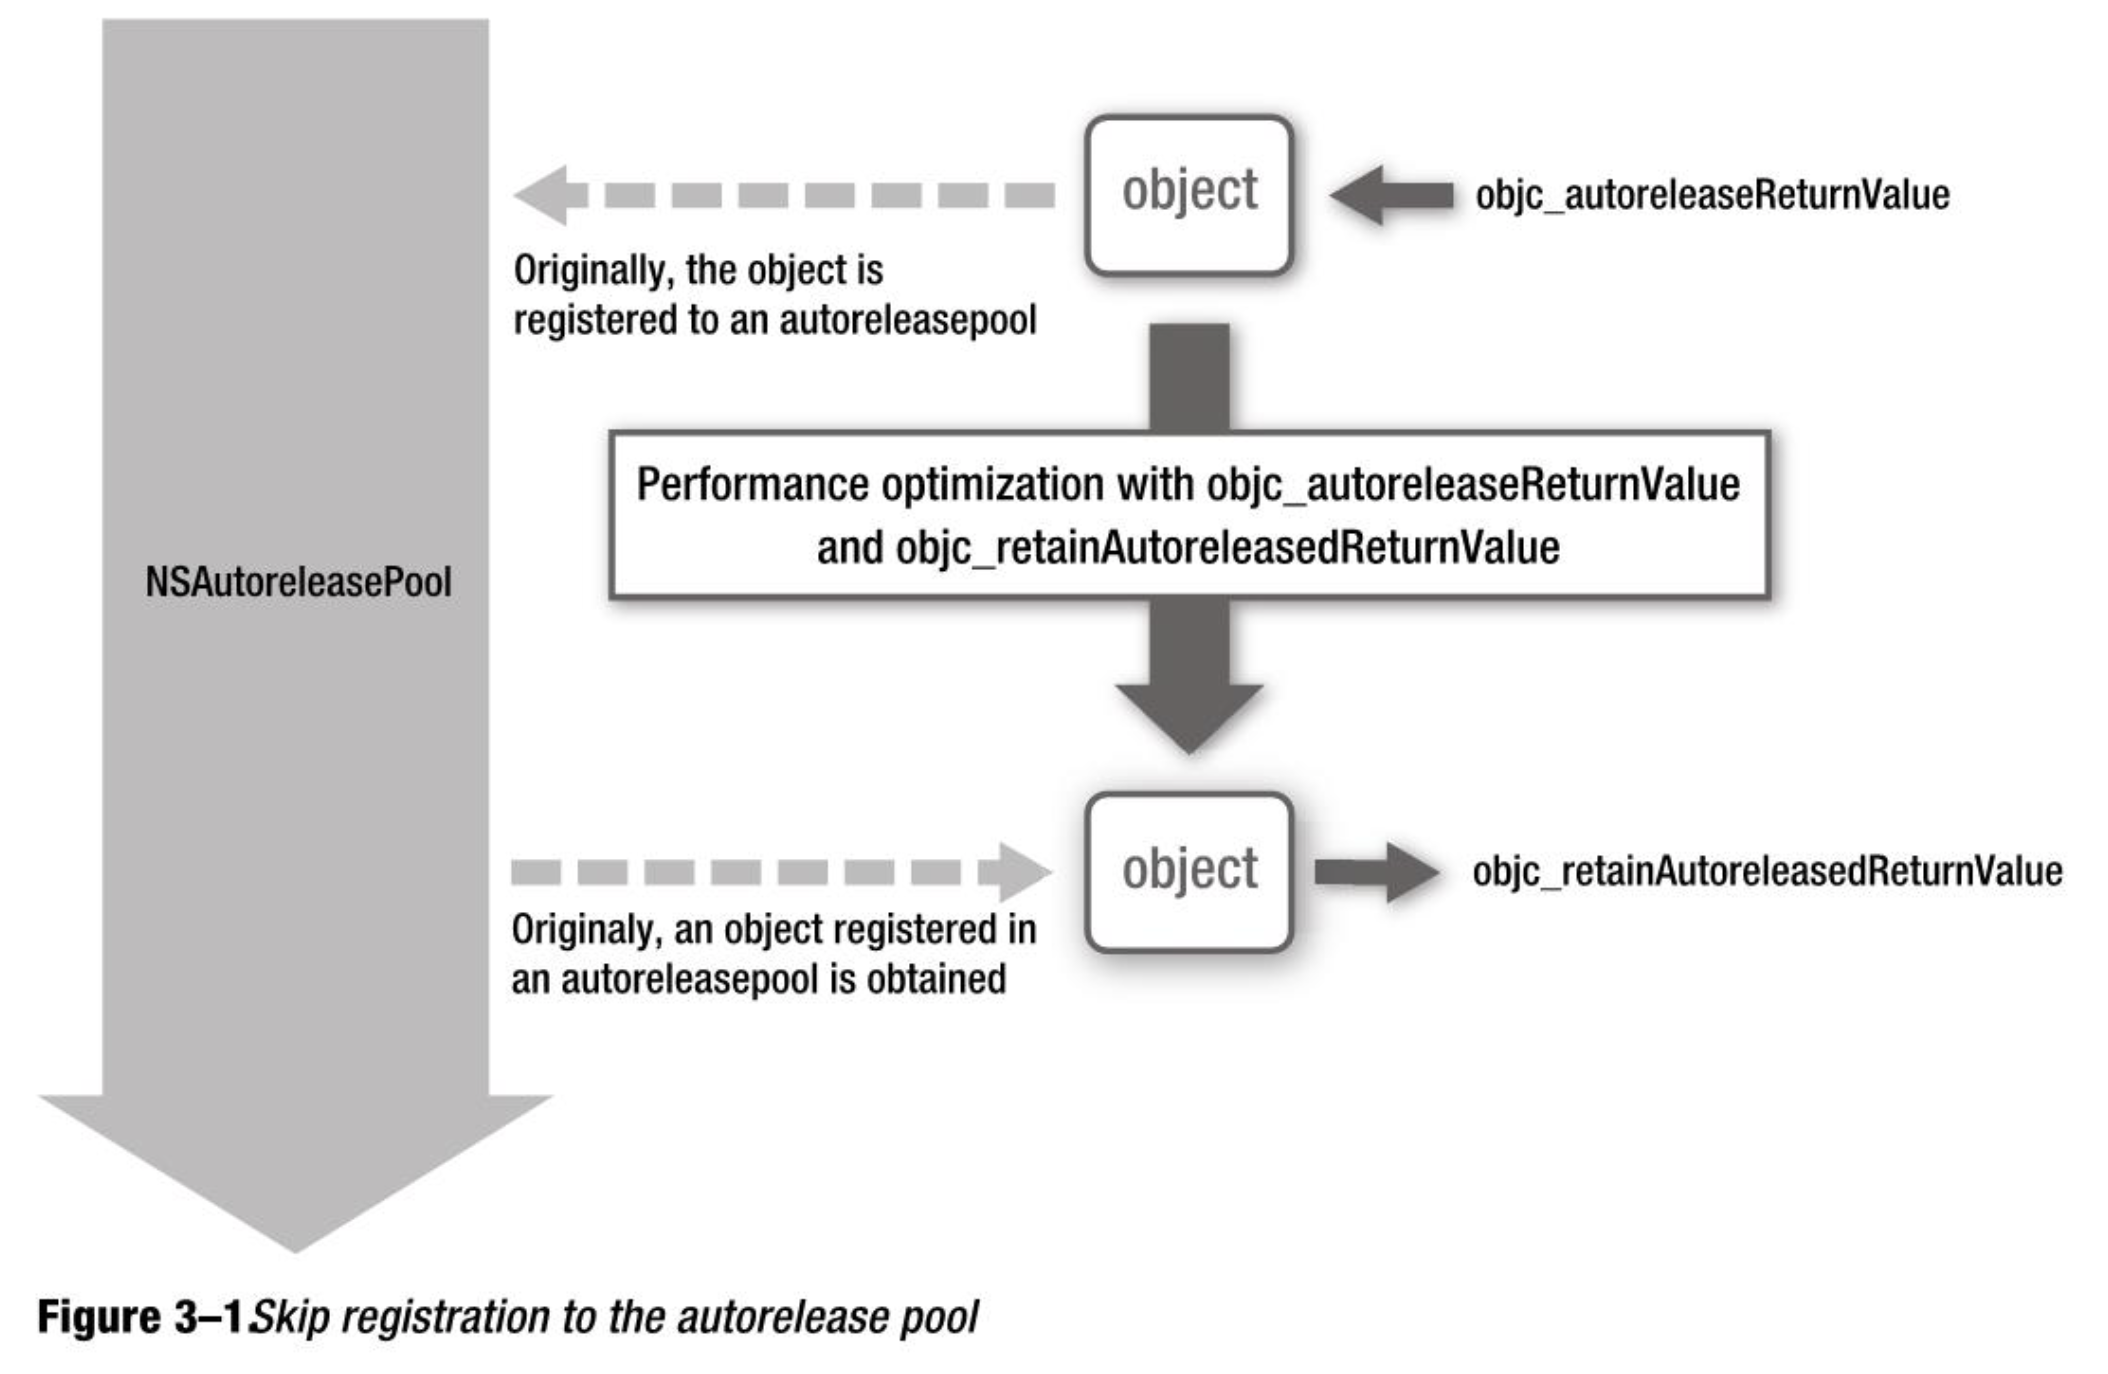 object
objc_autoreleaseReturnValue
Originally, the object is
registered to an autoreleasepool
Performance optimization with objc_autoreleaseReturnValue
and objc_retainAutoreleasedReturnValue
NSAutoreleasePool
object
objc_retainAutoreleasedReturnValue
Originaly, an object registered in
an autoreleasepool is obtained
Figure 3–1.Skip registration to the autorelease pool